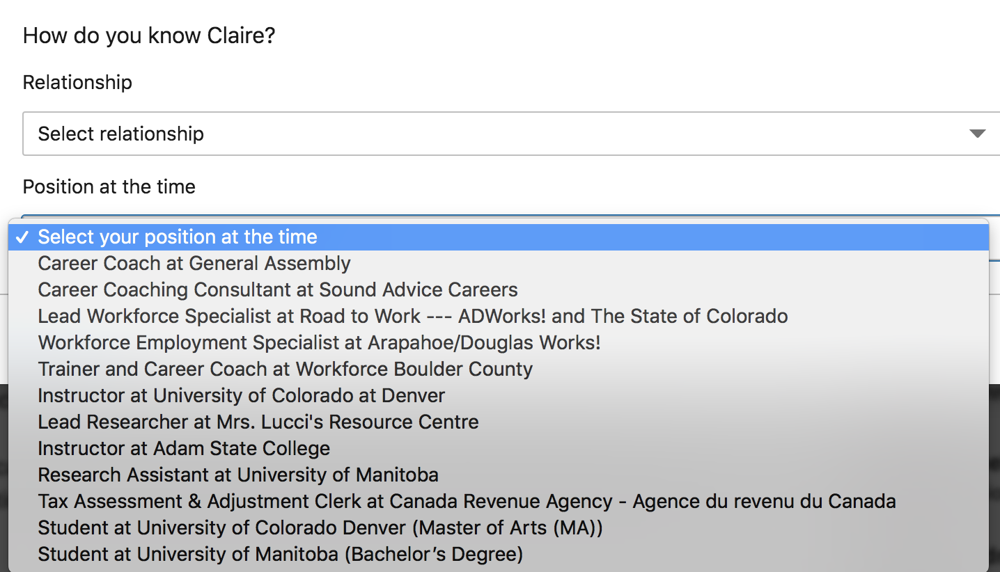 How do you know Claire?
Relationship
Select relationship
Position at the time
Select your position at the time
Career Coach at General Assembly
Career Coaching Consultant at Sound Advice Careers
Lead Workforce Specialist at Road to Work --- ADWorks! and The State of Colorado
Workforce Employment Specialist at Arapahoe/Douglas Works!
Trainer and Career Coach at Workforce Boulder County
Instructor at University of Colorado at Denver
Lead Researcher at Mrs. Lucci's Resource Centre
Instructor at Adam State College
Research Assistant at University of Manitoba
Tax Assessment & Adjustment Clerk at Canada Revenue Agency - Agence du revenu du Canada
Student at University of Colorado Denver (Master of Arts (MA))
Student at University of Manitoba (Bachelor’s Degree)